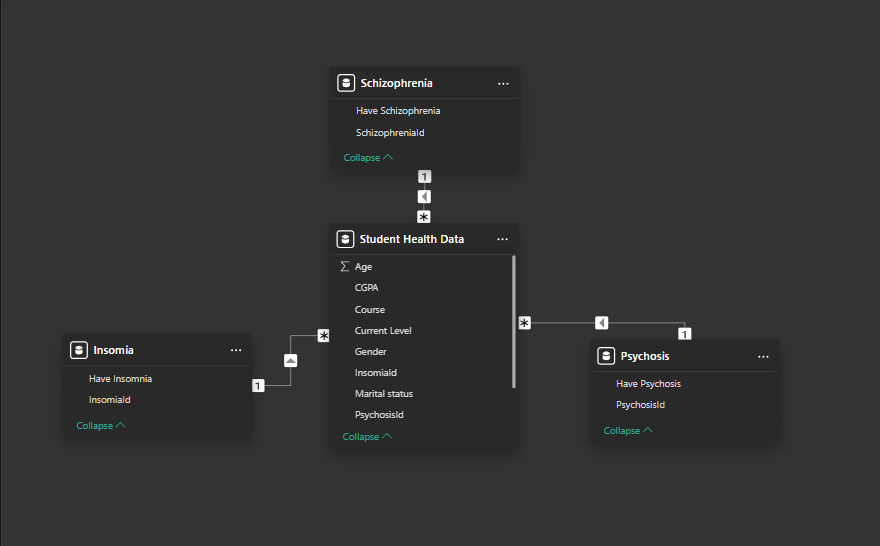 Schizophrenia
Have Schizophrenia
SchizophreniaId
Collapse
1
*
Student Health Data
Σ Age
CGPA
Course
Current Level
Gender
InsomiaId
Marital status
PsychosisId
Collapse
*
1
Insomia
Have Insomnia
InsomiaId
Collapse
*
1
Psychosis
Have Psychosis
PsychosisId
Collapse